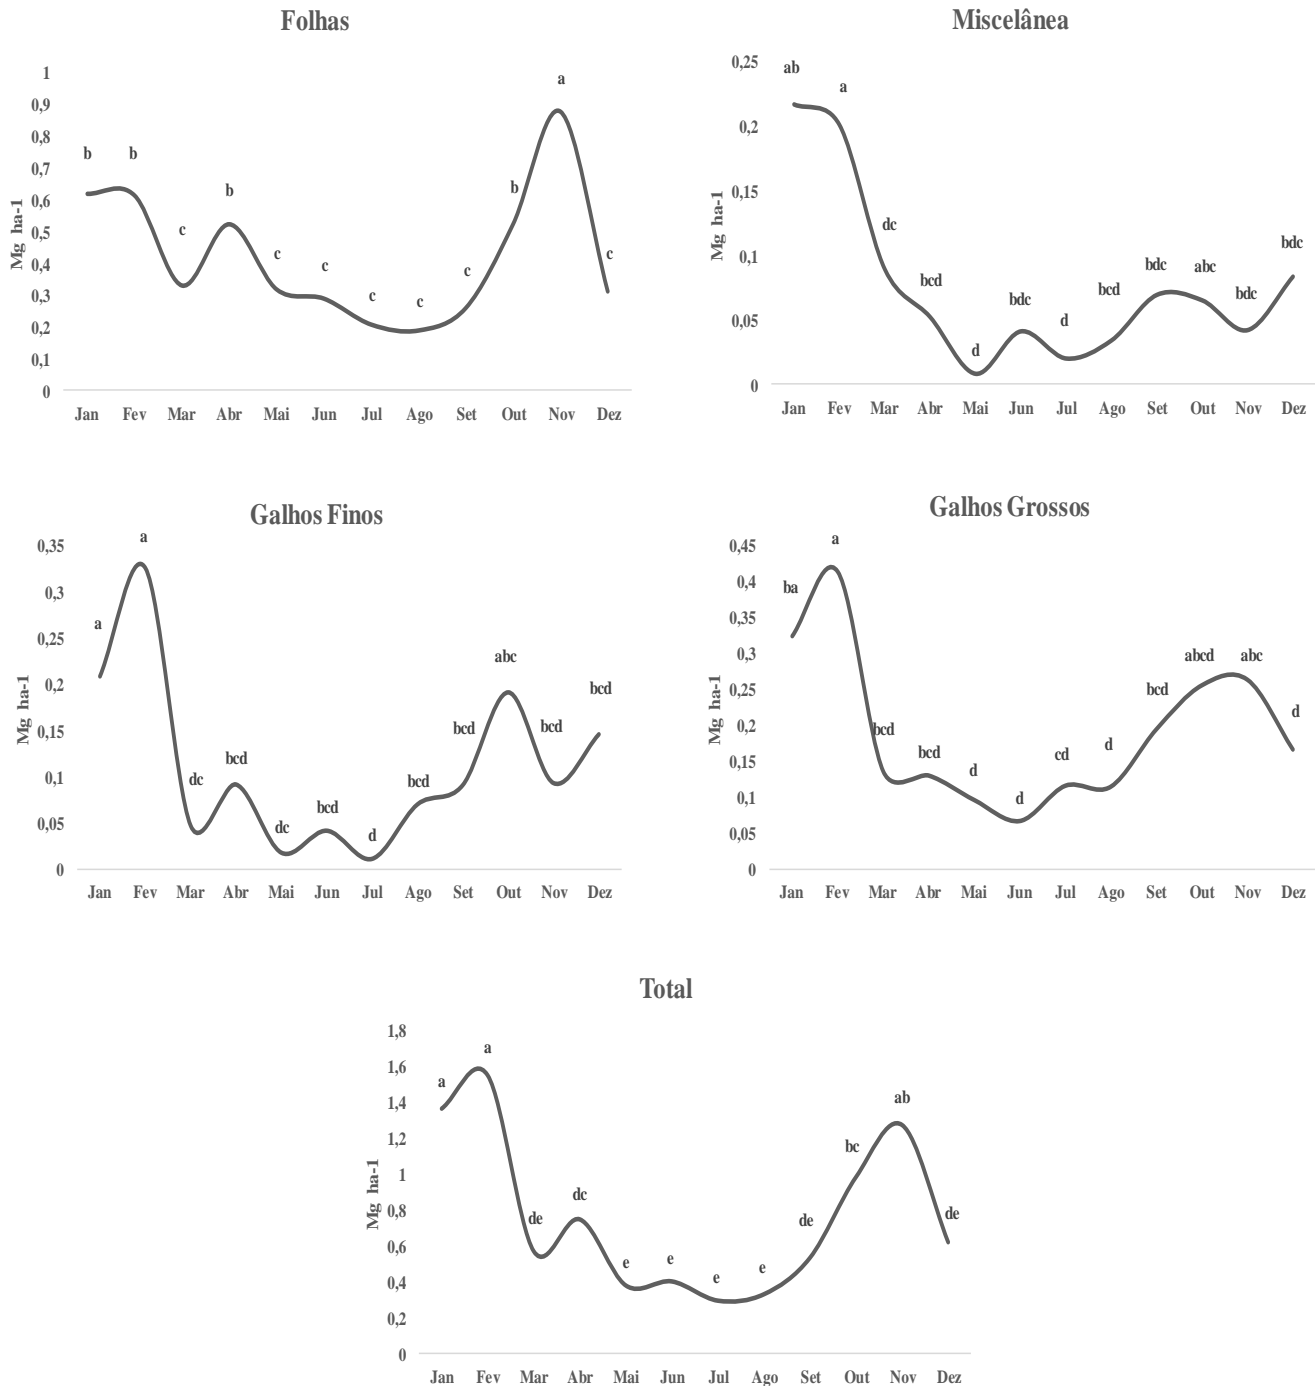 Folhas
1
0,9
0,8
0,7
0,6
0,5
0,4
0,3
0,2
0,1
0
Mg ha-1
b b c b c c c c c b a c
Jan Fev Mar Abr Mai Jun Jul Ago Set Out Nov Dez
Miscelânea
0,25
0,2
0,15
0,1
0,05
0
ab a dc bcd d bdc d bcd bdc abc bdc bdc
Jan Fev Mar Abr Mai Jun Jul Ago Set Out Nov Dez
Galhos Finos
0,35
0,3
0,25
0,2
0,15
0,1
0,05
0
Mg ha-1
a a dc bcd dc bcd d bcd bcd abc bcd bcd
Jan Fev Mar Abr Mai Jun Jul Ago Set Out Nov Dez
Galhos Grossos
0,45
0,4
0,35
0,3
0,25
0,2
0,15
0,1
0,05
0
Mg ha-1
ba a bcd bcd d d cd d bcd abcd abc d
Jan Fev Mar Abr Mai Jun Jul Ago Set Out Nov Dez
Total
1,8
1,6
1,4
1,2
1
0,8
0,6
0,4
0,2
0
Mg ha-1
a a de dc e e e e de bc ab de
Jan Fev Mar Abr Mai Jun Jul Ago Set Out Nov Dez